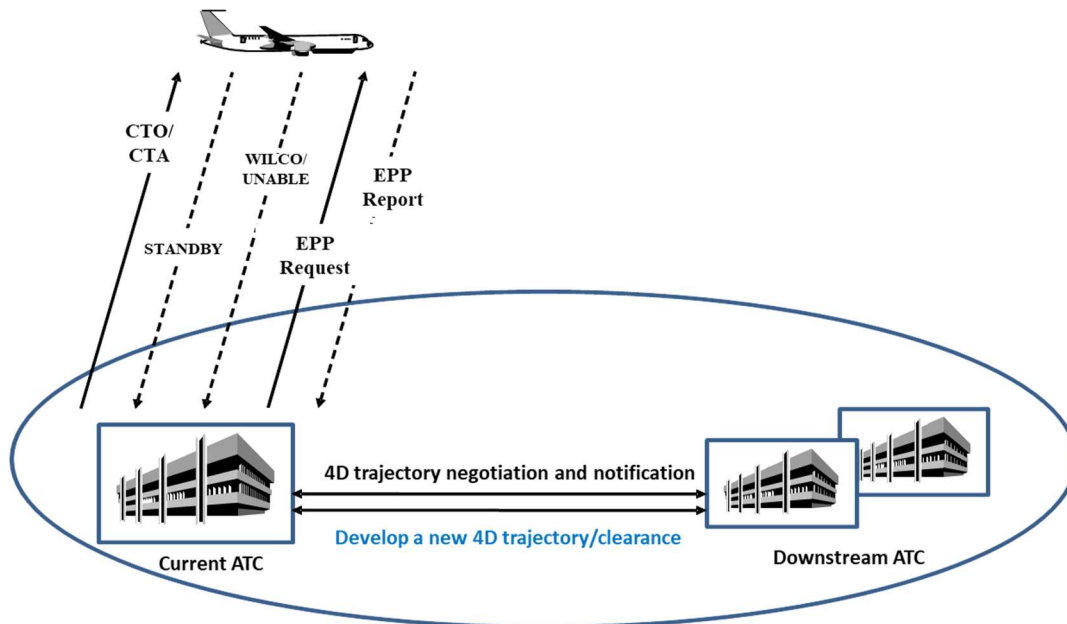 CTO/
CTA
WILCO/
UNABLE
EPP
Report
STANDBY
EPP
Request
4D trajectory negotiation and notification
Develop a new 4D trajectory/clearance
Current ATC
Downstream ATC